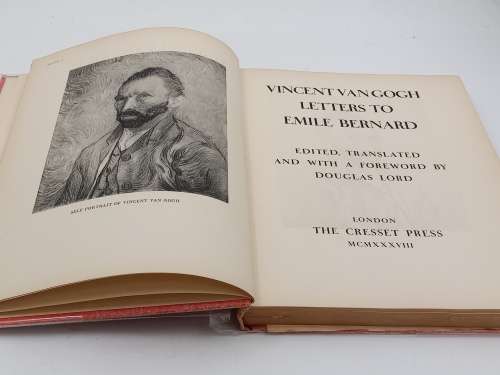 SELF PORTRAIT OF VINCENT VAN GOGH
VINCENT VAN GOGH
LETTERS TO
EMILE BERNARD
EDITED, TRANSLATED
AND WITH A FOREWORD BY
DOUGLAS LORD
LONDON
THE CRESSET PRESS
MCMXXXVIII